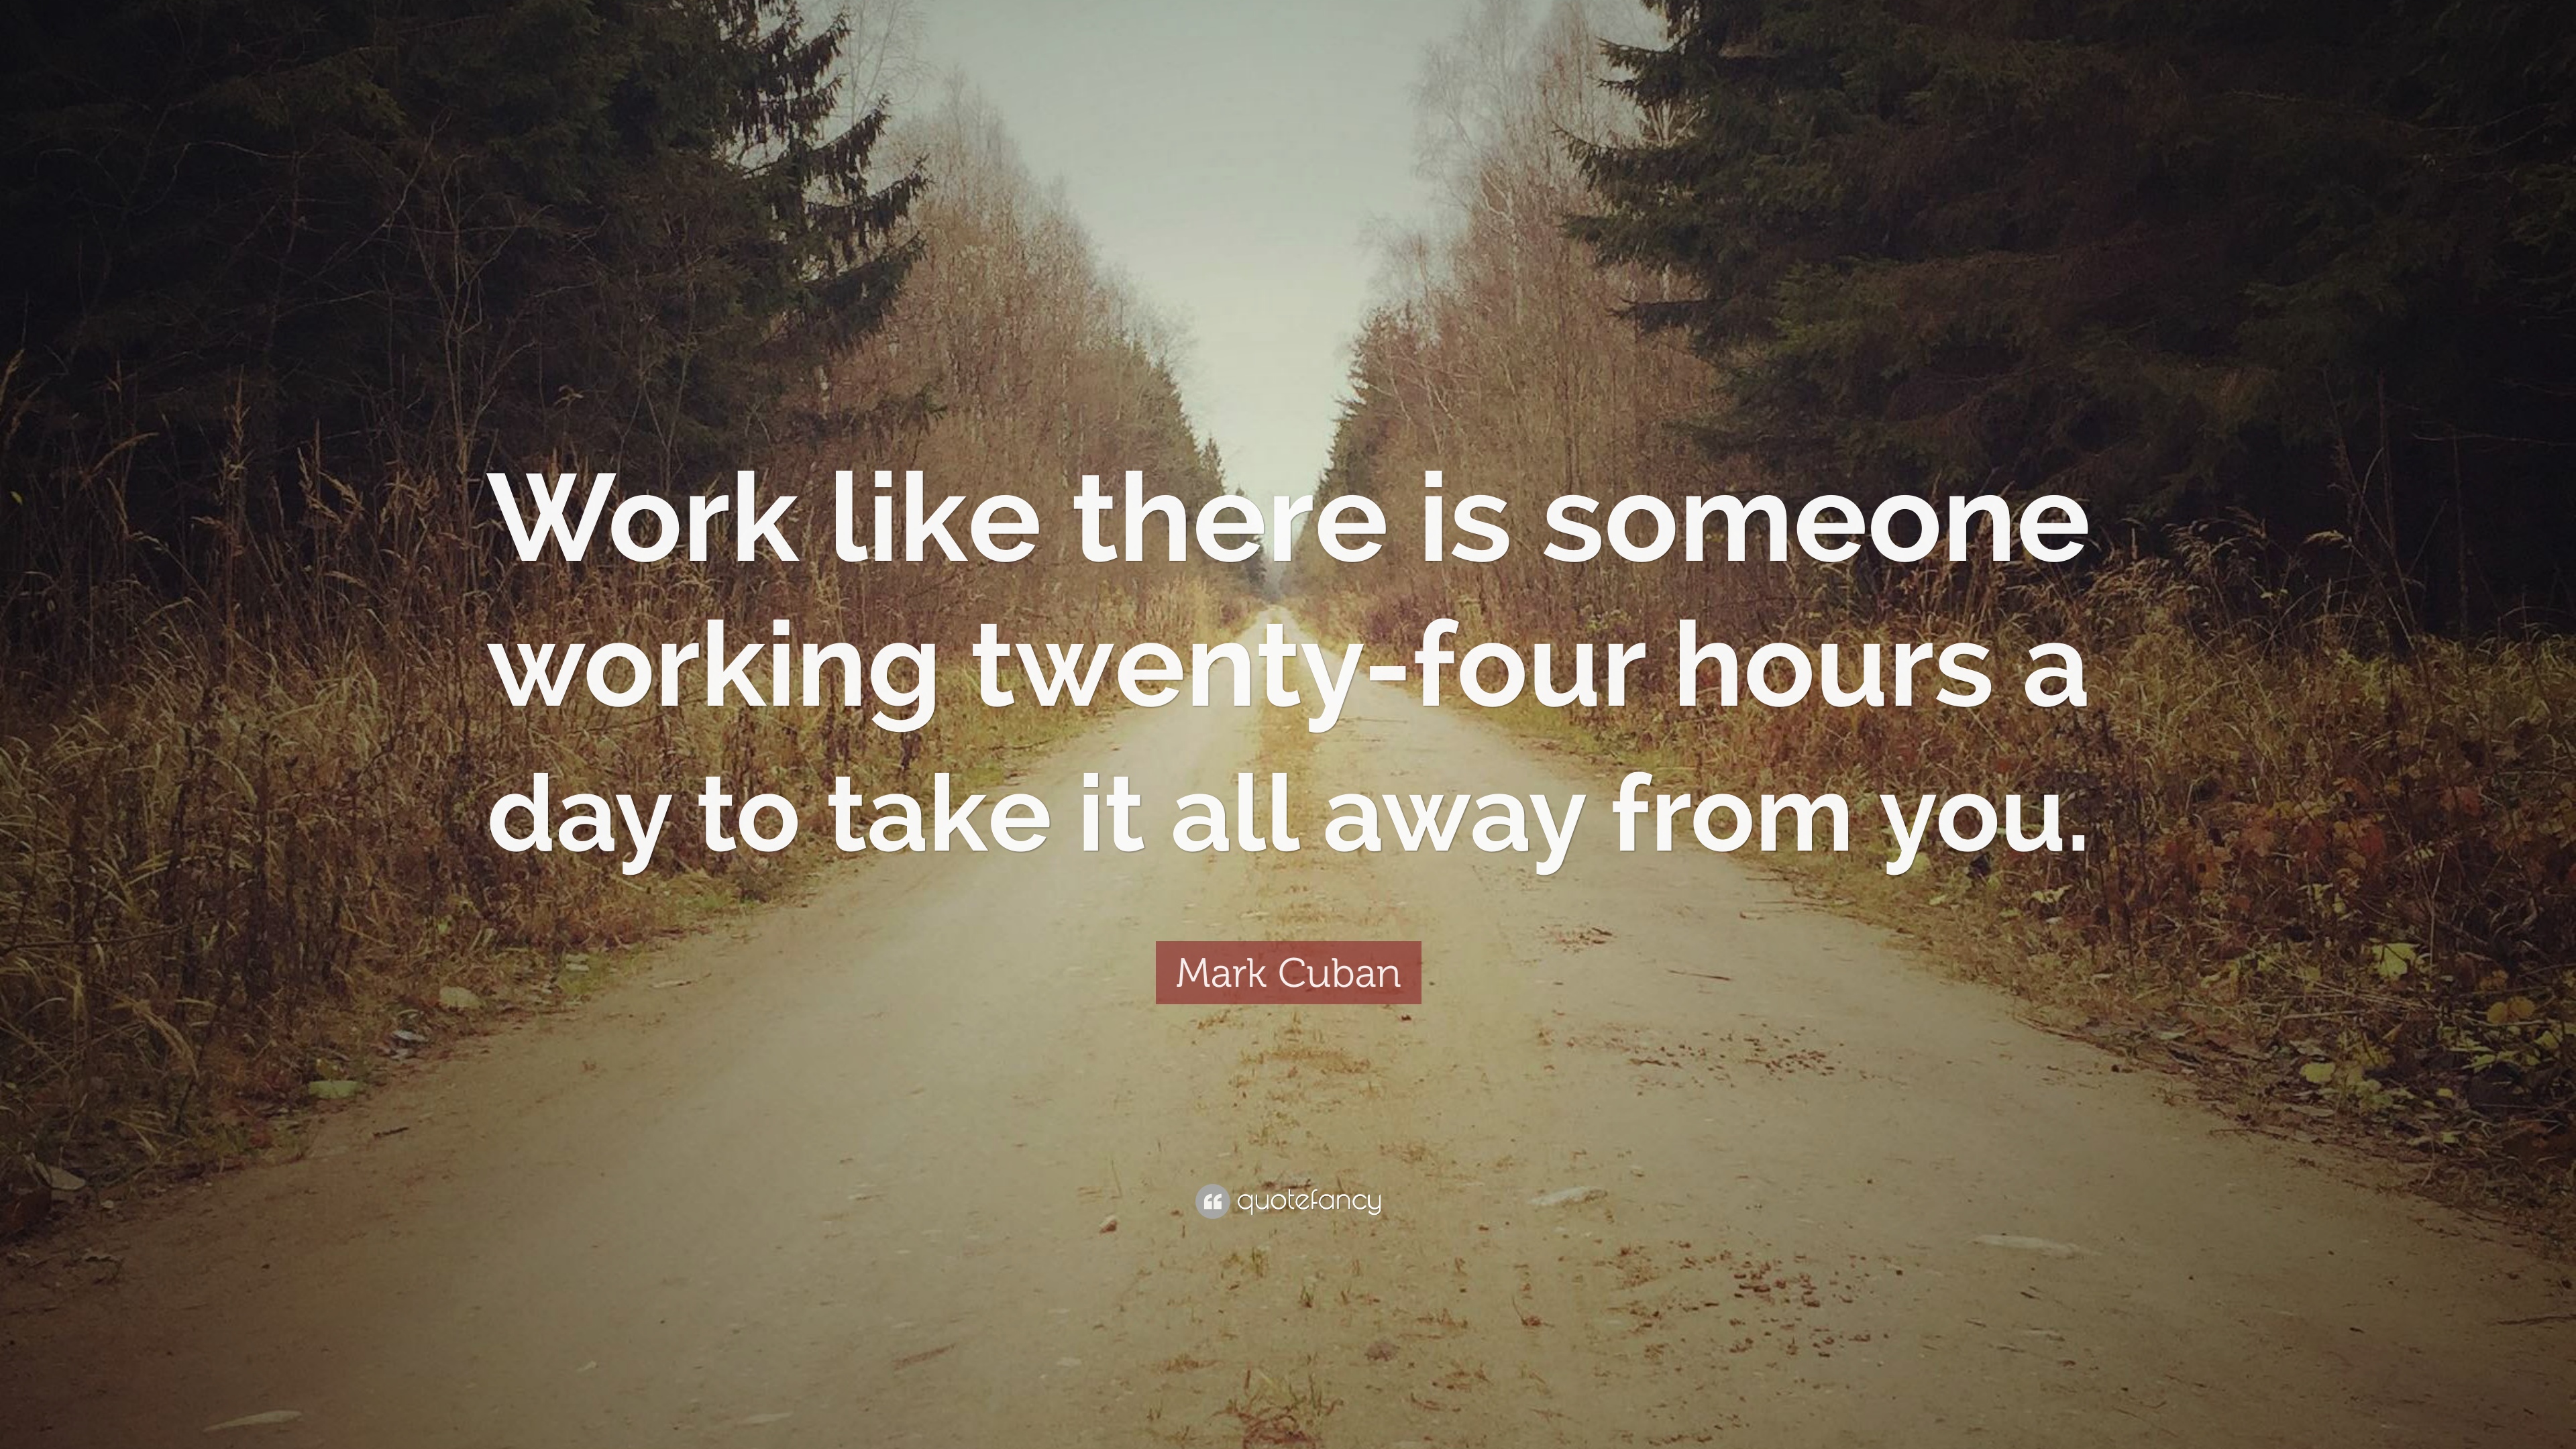 Work like there is someone
working twenty-four hours a
day to take it all away from you.
Mark Cuban
quotefancy